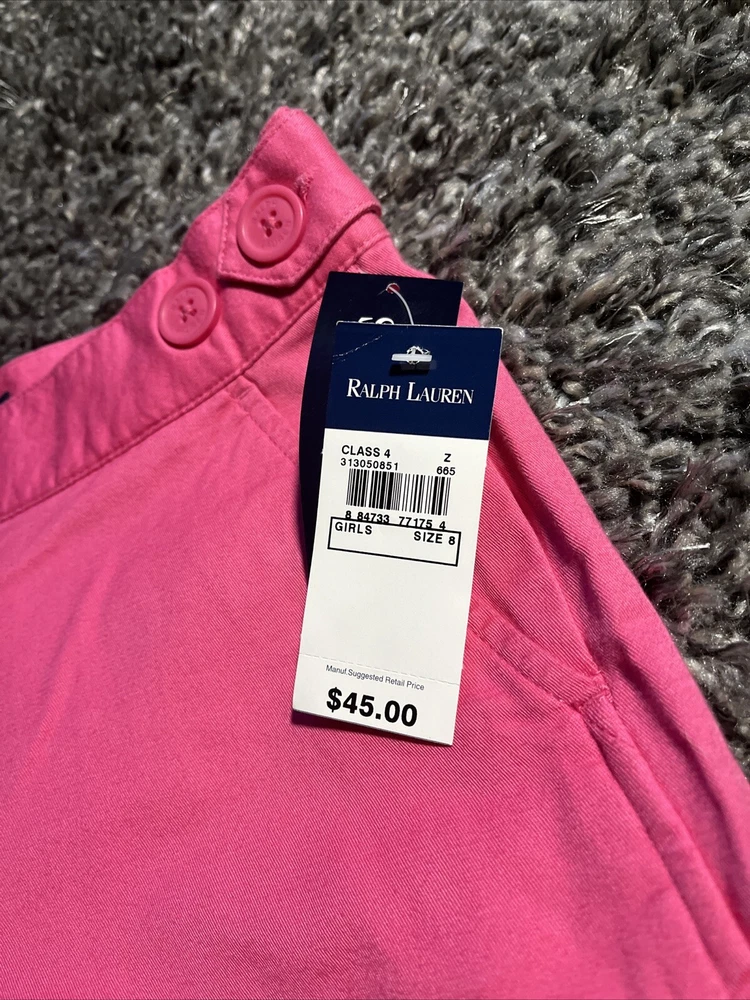 RALPH LAUREN
CLASS 4 Z
313050851 665
8 84733 77175 4
GIRLS SIZE 8
Manuf.Suggested Retail Price
$45.00